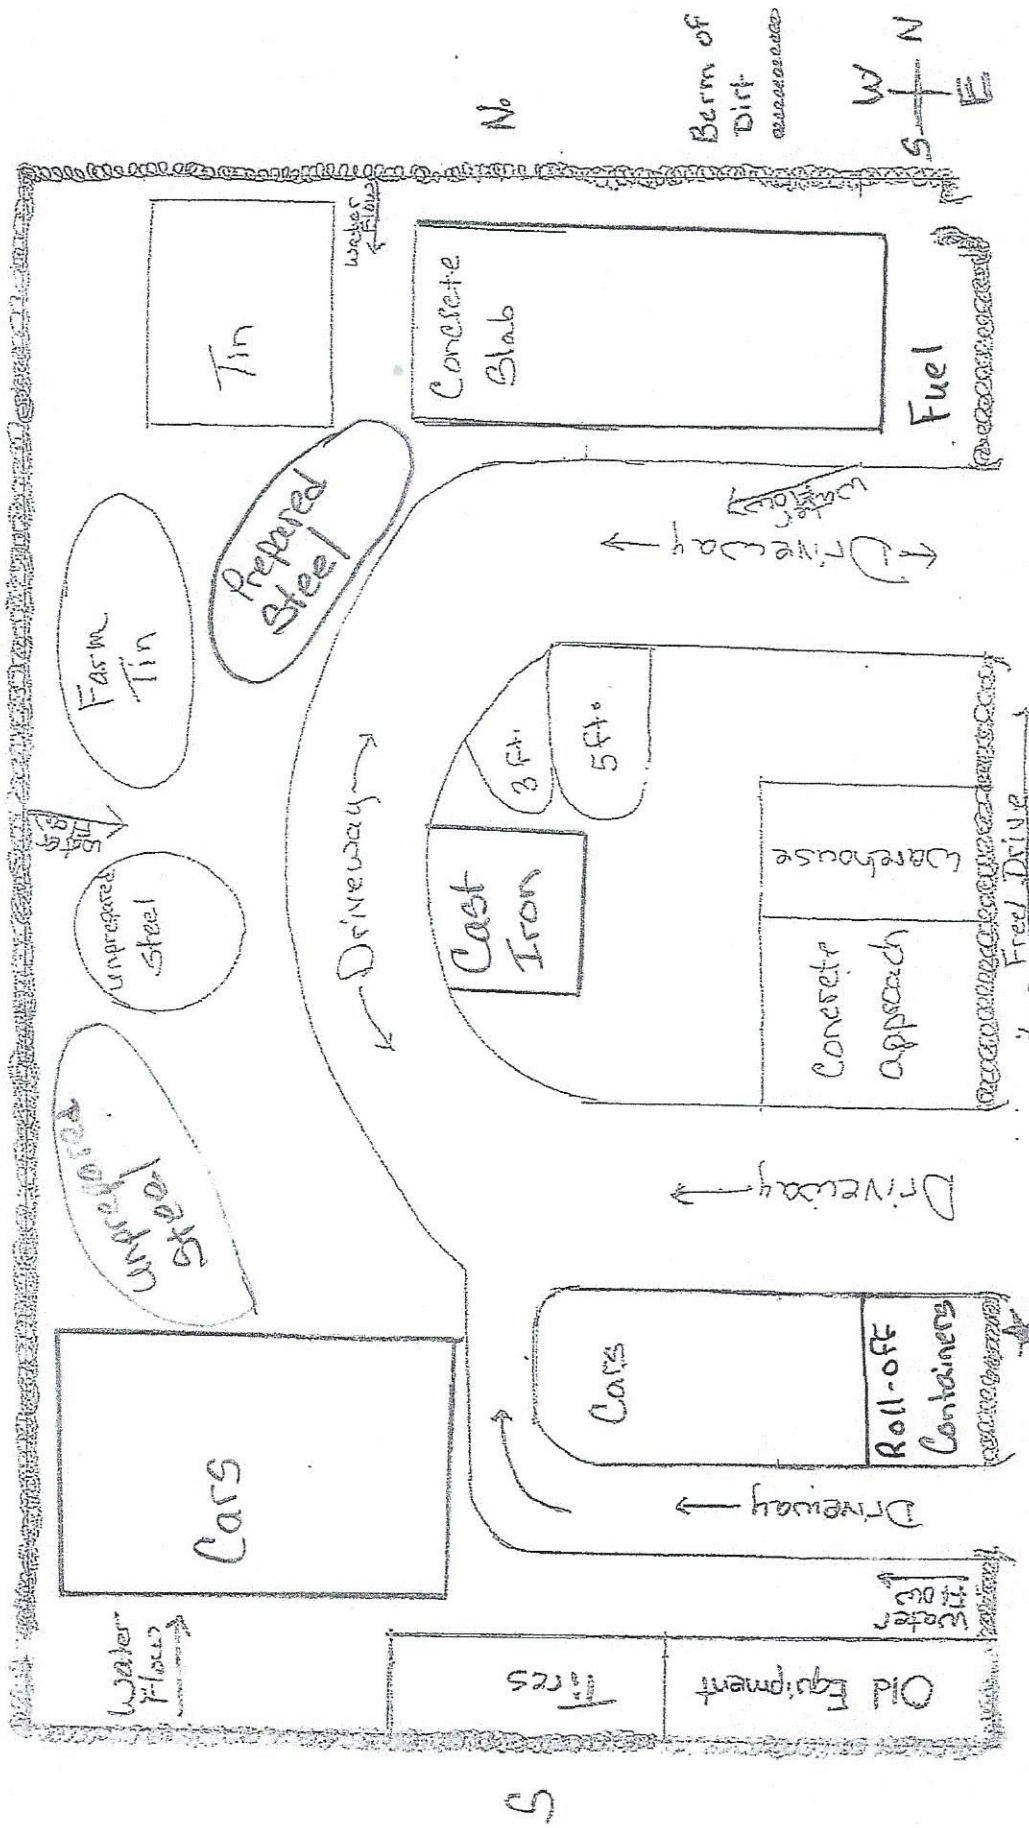 Berm of
Dirt
No
W
S N
E
Tin
Water
Flow
Concrete
Slab
Fuel
Prepared
Steel
Farm
Tin
Water
Flow
Driveway
Driveway
3 ft.
5 ft.
Cast
Iron
Warehouse
Concrete
approach
Freel Drive
Unprepared
Steel
Unprepared
Steel
Driveway
Cars
Cars
Roll-off
Containers
Driveway
Water
Flow
Water
Flow
Tires
Old Equipment
S